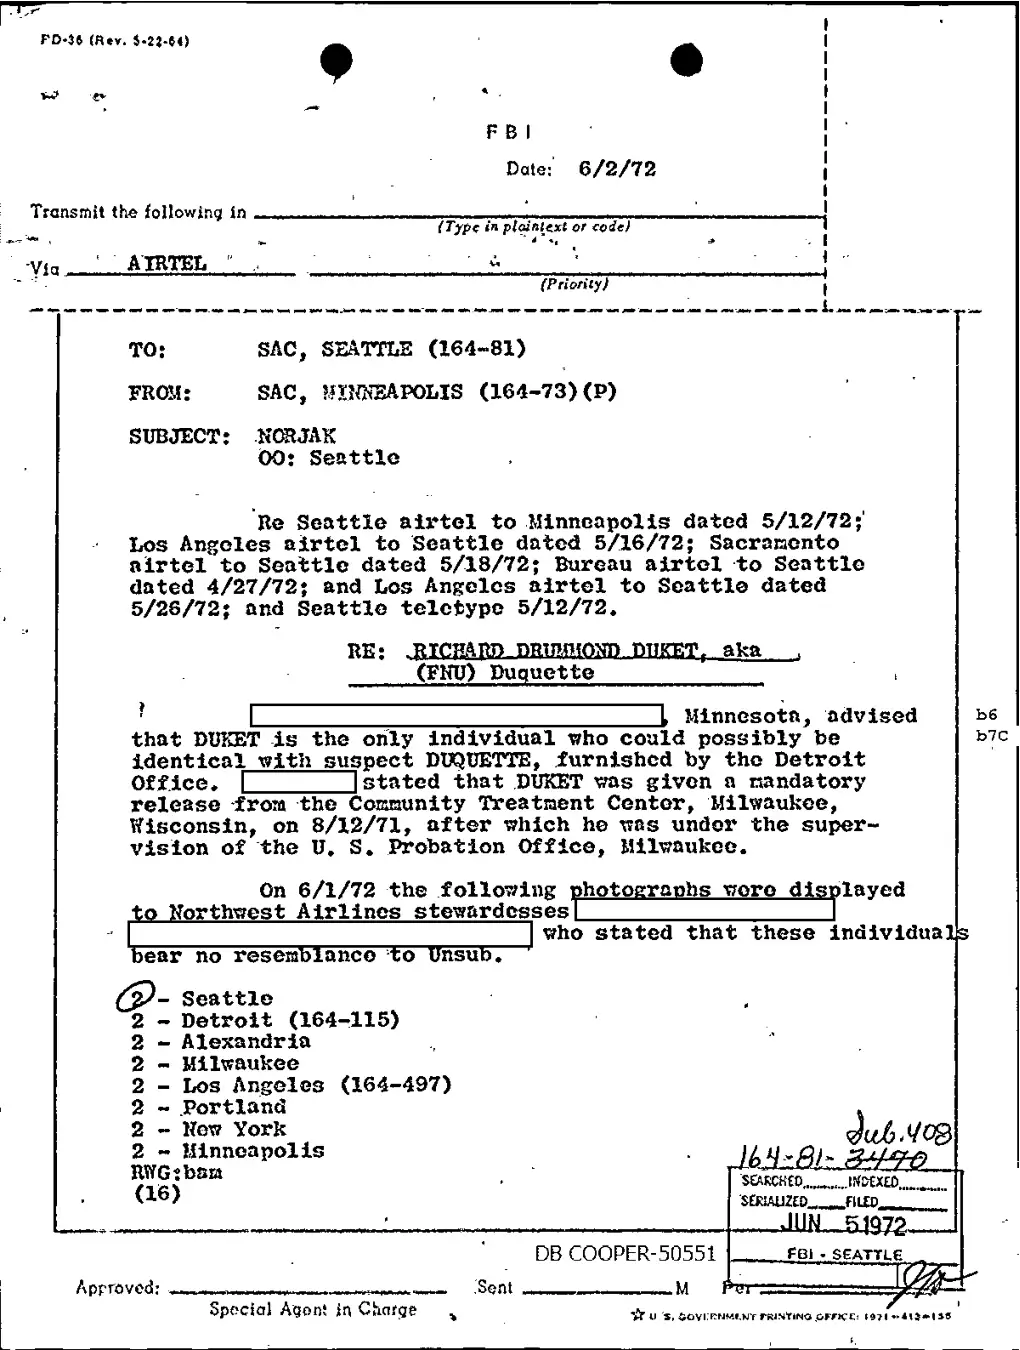 FD-36 (Rev. 5-22-64)
F B I
Date: 6/2/72
Transmit the following in
(Type in plaintext or code)
Via AIRTEL
(Priority)
TO: SAC, SEATTLE (164-81)
FROM: SAC, MINNEAPOLIS (164-73)(P)
SUBJECT: NORJAK
OO: Seattle
Re Seattle airtel to Minneapolis dated 5/12/72;
Los Angeles airtel to Seattle dated 5/16/72; Sacramento
airtel to Seattle dated 5/18/72; Bureau airtel to Seattle
dated 4/27/72; and Los Angeles airtel to Seattle dated
5/26/72; and Seattle teletype 5/12/72.
RE: RICHARD DRUMMOND DUKET, aka
(FNU) Duquette
, Minnesota, advised
b6
b7C
that DUKET is the only individual who could possibly be
identical with suspect DUQUETTE, furnished by the Detroit
Office. stated that DUKET was given a mandatory
release from the Community Treatment Center, Milwaukee,
Wisconsin, on 8/12/71, after which he was under the super-
vision of the U. S. Probation Office, Milwaukee.
On 6/1/72 the following photographs were displayed
to Northwest Airlines stewardesses
who stated that these individuals
bear no resemblance to Unsub.
2 - Seattle
2 - Detroit (164-115)
2 - Alexandria
2 - Milwaukee
2 - Los Angeles (164-497)
2 - Portland
2 - New York
2 - Minneapolis
RWG:bam
(16)
Sub. 408
164-81-3490
SEARCHED INDEXED
SERIALIZED FILED
JUN 5 1972
FBI - SEATTLE
DB COOPER-50551
Approved: Sent M Per
Special Agent in Charge
☆ U. S. GOVERNMENT PRINTING OFFICE: 1971-413-135